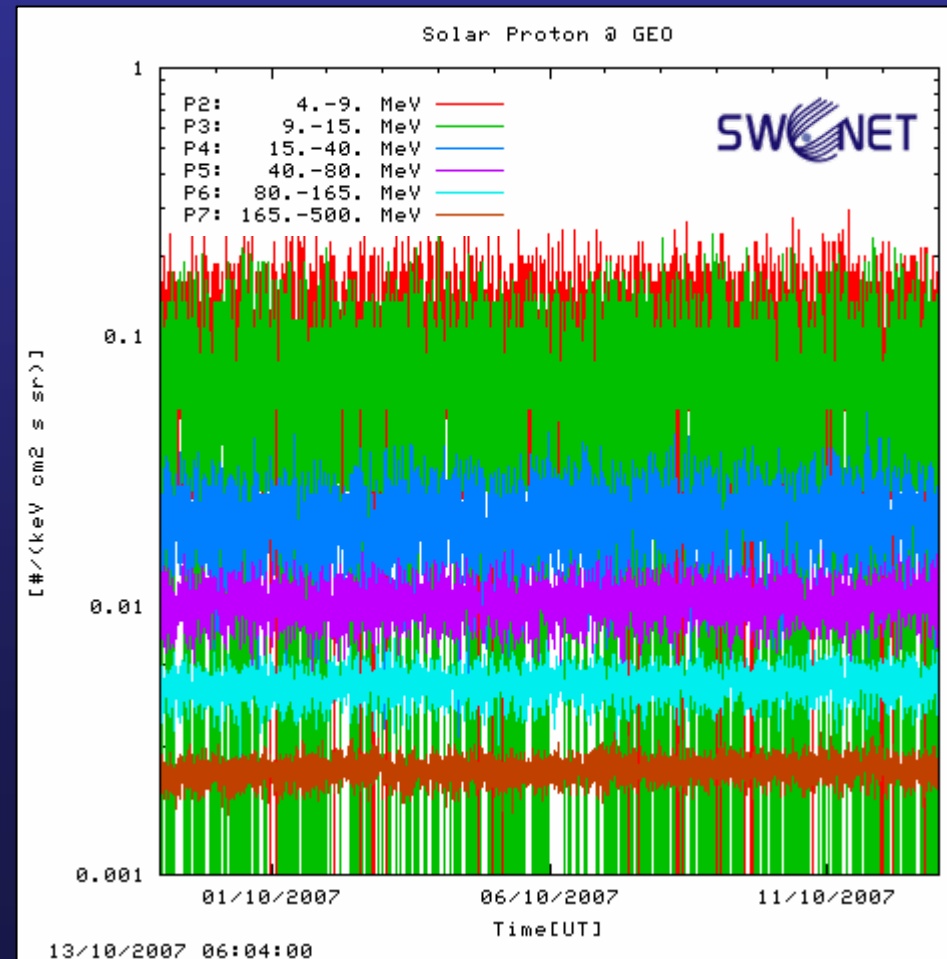 Solar Proton @ GEO
1
P2: 4.-9. MeV
P3: 9.-15. MeV
P4: 15.-40. MeV
P5: 40.-80. MeV
P6: 80.-165. MeV
P7: 165.-500. MeV
SWENET
0.1
[#/(keV cm2 s sr)]
0.01
0.001
01/10/2007 06/10/2007 11/10/2007
Time[UT]
13/10/2007 06:04:00